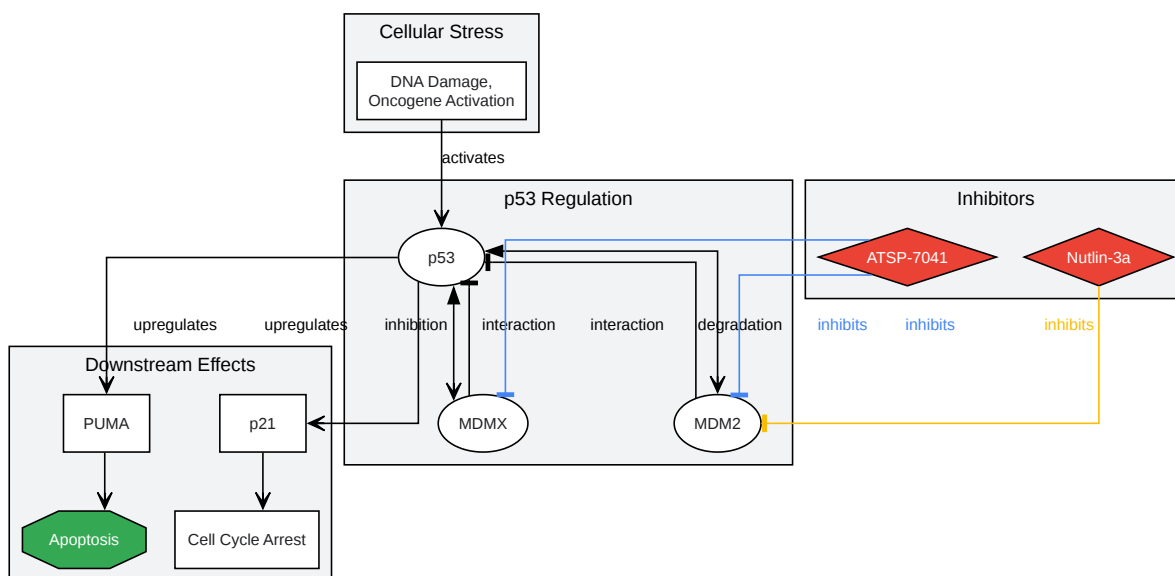 Cellular Stress
DNA Damage,
Oncogene Activation
activates
p53 Regulation
Inhibitors
p53
ATSP-7041
Nutlin-3a
upregulates
upregulates
inhibition
interaction
interaction
degradation
inhibits
inhibits
inhibits
Downstream Effects
PUMA
p21
MDMX
MDM2
Apoptosis
Cell Cycle Arrest